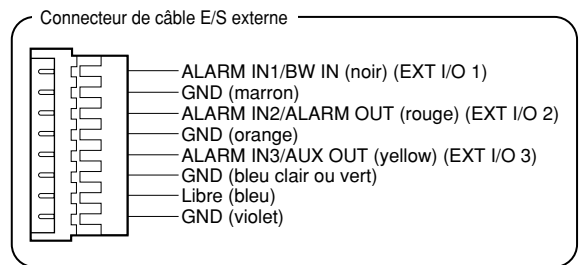 Connecteur de câble E/S externe
ALARM IN1/BW IN (noir) (EXT I/O 1)
GND (marron)
ALARM IN2/ALARM OUT (rouge) (EXT I/O 2)
GND (orange)
ALARM IN3/AUX OUT (yellow) (EXT I/O 3)
GND (bleu clair ou vert)
Libre (bleu)
GND (violet)